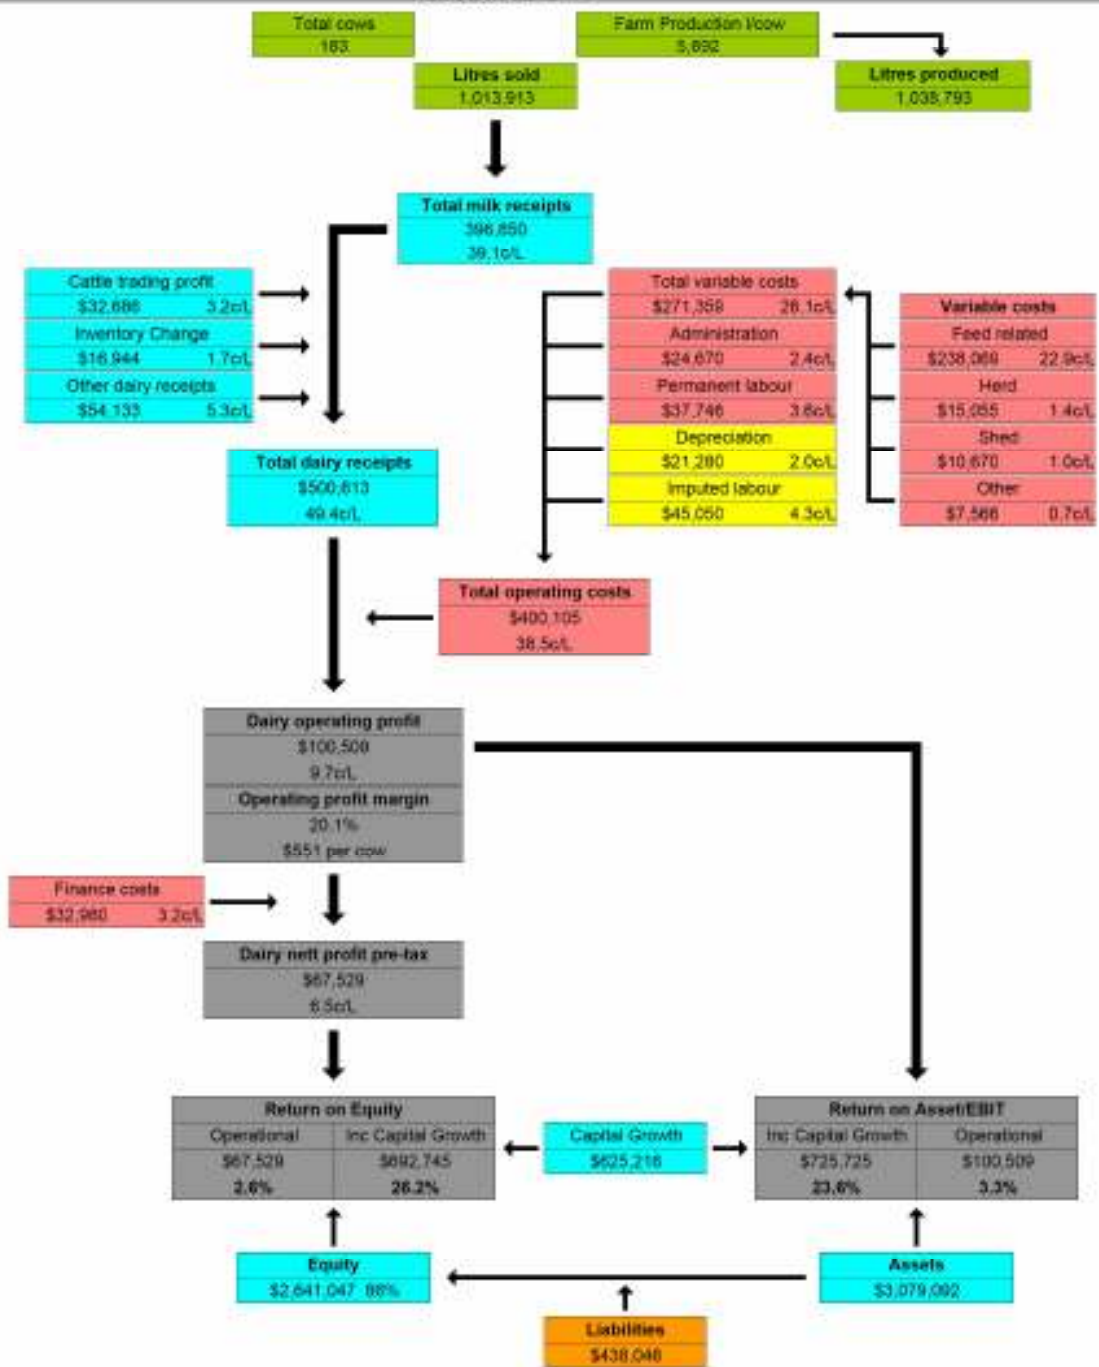 Total cows
183
Farm Production l/cow
5,692
Litres sold
1,013,913
Litres produced
1,038,793
Total milk receipts
396,850
39.1c/L
Cattle trading profit
$32,686 3.2c/L
Inventory Change
$16,944 1.7c/L
Other dairy receipts
$54,133 5.3c/L
Total variable costs
$271,359 26.1c/L
Administration
$24,670 2.4c/L
Permanent labour
$37,746 3.6c/L
Depreciation
$21,280 2.0c/L
Imputed labour
$45,050 4.3c/L
Variable costs
Feed related
$238,069 22.9c/L
Herd
$15,055 1.4c/L
Shed
$10,670 1.0c/L
Other
$7,566 0.7c/L
Total dairy receipts
$500,613
49.4c/L
Total operating costs
$400,105
38.5c/L
Dairy operating profit
$100,509
9.7c/L
Operating profit margin
20.1%
$551 per cow
Finance costs
$32,980 3.2c/L
Dairy nett profit pre-tax
$67,529
6.5c/L
Return on Equity
Operational Inc Capital Growth
$67,529 $692,745
2.6% 26.2%
Capital Growth
$625,216
Return on Asset/EBIT
Inc Capital Growth Operational
$725,725 $100,509
23.6% 3.3%
Equity
$2,641,047 86%
Assets
$3,079,092
Liabilities
$438,046